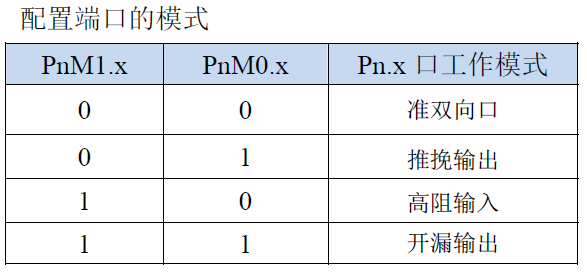 配置端口的模式
PnM1.x PnM0.x Pn.x 口工作模式
0 0 准双向口
0 1 推挽输出
1 0 高阻输入
1 1 开漏输出